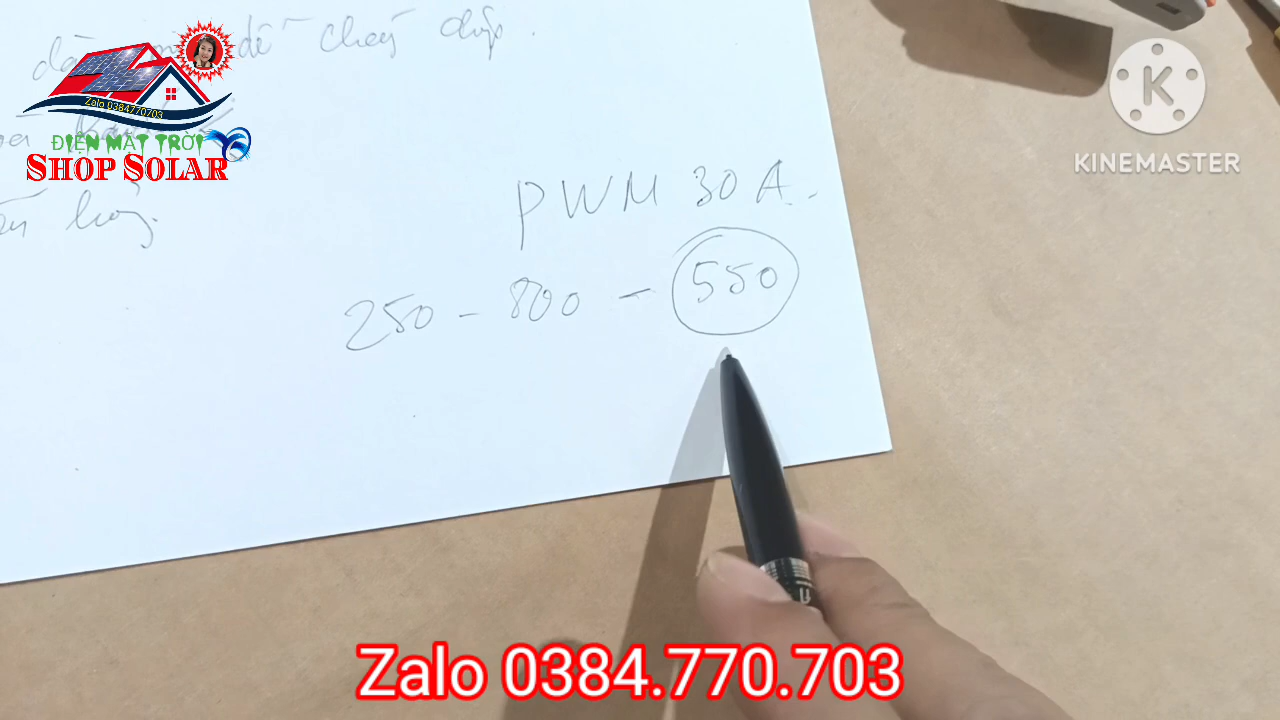 dễ cháy chập.
Zalo 0384770703
ĐIỆN MẶT TRỜI
SHOP SOLAR
K
KINEMASTER
PWM 30 A.
250 - 800 - 550
Zalo 0384.770.703